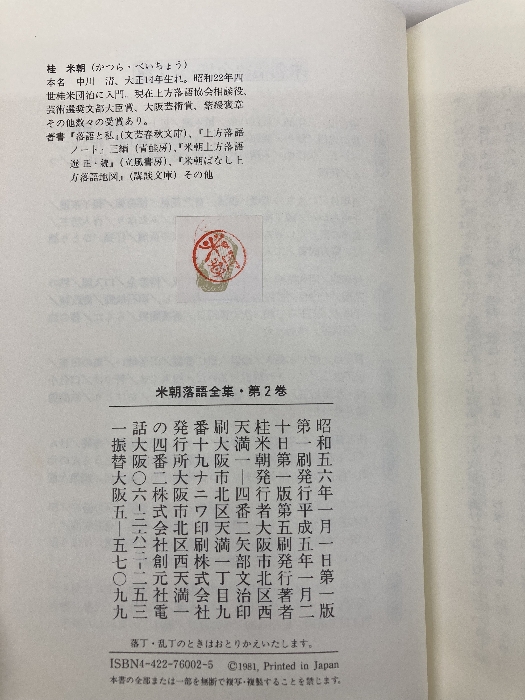 桂　米朝（かつら・べいちょう）
本名　中川　清、大正14年生れ。昭和22年四
世桂米団治に入門、現在上方落語協会相談役、
芸術選奨文部大臣賞、大阪芸術賞、紫綬褒章
その他数々の受賞あり。
著書『落語と私』（文芸春秋文庫）、『上方落語
ノート』三編（青蛙房）、『米朝上方落語
選 正・続』（立風書房）、『米朝ばなし上
方落語地図』（講談文庫）その他
米朝
米朝落語全集・第2巻
昭和五六年一月一日第一版
第一刷発行平成五年一月二
十日第一版第五刷発行著者
桂米朝発行者大阪市北区西
天満一―四番二矢部文治印
刷大阪市北区天満一丁目九
番十九ナニワ印刷株式会社
発行所大阪市北区西天満一
の四番二株式会社創元社電
話大阪〇六―三六三―二五三
一振替大阪五―五七〇九九
落丁・乱丁のときはおとりかえいたします。
ISBN4-422-76002-5　©1981, Printed in Japan
本書の全部または一部を無断で複写・複製することを禁じます。